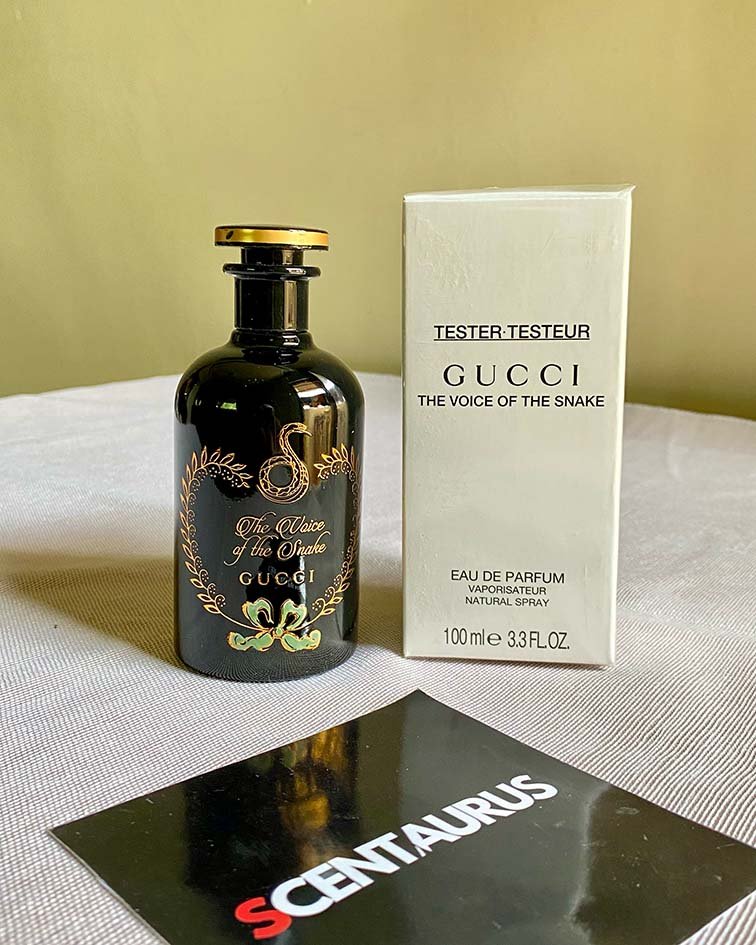 The Voice
of the Snake
GUCCI
TESTER·TESTEUR
GUCCI
THE VOICE OF THE SNAKE
EAU DE PARFUM
VAPORISATEUR
NATURAL SPRAY
100 ml e 3.3 FL.OZ.
SCENTAURUS